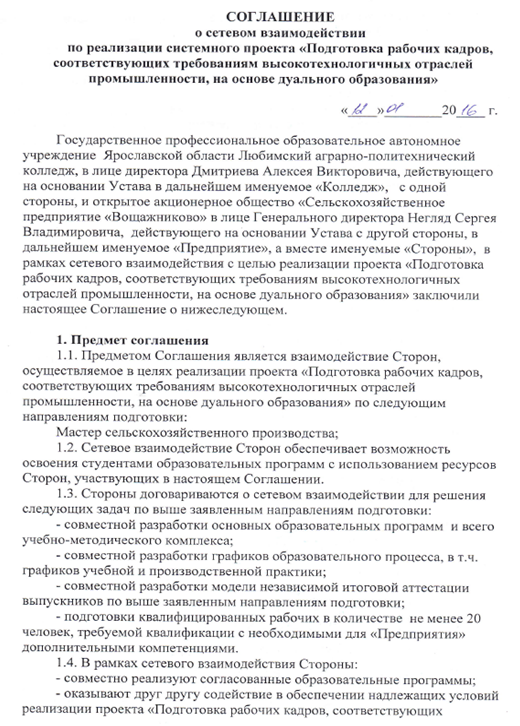 СОГЛАШЕНИЕ
о сетевом взаимодействии
по реализации системного проекта «Подготовка рабочих кадров,
соответствующих требованиям высокотехнологичных отраслей
промышленности, на основе дуального образования»
«12»01 2016 г.
Государственное профессиональное образовательное автономное
учреждение Ярославской области Любимский аграрно-политехнический
колледж, в лице директора Дмитриева Алексея Викторовича, действующего
на основании Устава в дальнейшем именуемое «Колледж», с одной
стороны, и открытое акционерное общество «Сельскохозяйственное
предприятие «Вощажниково» в лице Генерального директора Негляд Сергея
Владимировича, действующего на основании Устава с другой стороны, в
дальнейшем именуемое «Предприятие», а вместе именуемые «Стороны», в
рамках сетевого взаимодействия с целью реализации проекта «Подготовка
рабочих кадров, соответствующих требованиям высокотехнологичных
отраслей промышленности, на основе дуального образования» заключили
настоящее Соглашение о нижеследующем.
1. Предмет соглашения
1.1. Предметом Соглашения является взаимодействие Сторон,
осуществляемое в целях реализации проекта «Подготовка рабочих кадров,
соответствующих требованиям высокотехнологичных отраслей
промышленности, на основе дуального образования» по следующим
направлениям подготовки:
Мастер сельскохозяйственного производства;
1.2. Сетевое взаимодействие Сторон обеспечивает возможность
освоения студентами образовательных программ с использованием ресурсов
Сторон, участвующих в настоящем Соглашении.
1.3. Стороны договариваются о сетевом взаимодействии для решения
следующих задач по выше заявленным направлениям подготовки:
- совместной разработки основных образовательных программ и всего
учебно-методического комплекса;
- совместной разработки графиков образовательного процесса, в т.ч.
графиков учебной и производственной практики;
- совместной разработки модели независимой итоговой аттестации
выпускников по выше заявленным направлениям подготовки;
- подготовки квалифицированных рабочих в количестве не менее 20
человек, требуемой квалификации с необходимыми для «Предприятия»
дополнительными компетенциями.
1.4. В рамках сетевого взаимодействия Стороны:
- совместно реализуют согласованные образовательные программы;
- оказывают друг другу содействие в обеспечении надлежащих условий
реализации проекта «Подготовка рабочих кадров, соответствующих